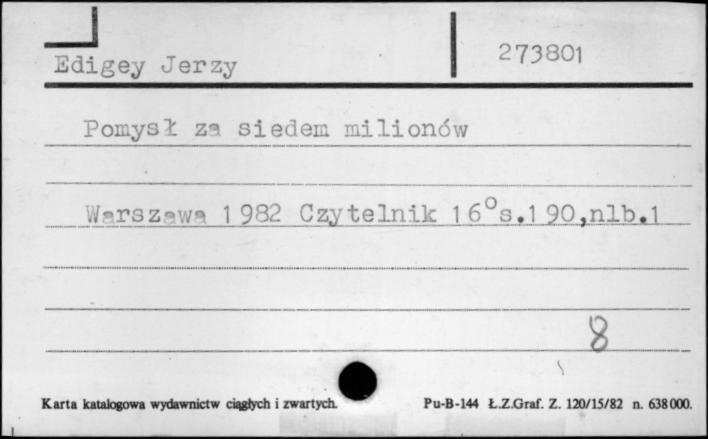 Edigey Jerzy 273801
Pomysł za siedem milionów
Warszawa 1982 Czytelnik 16°s.190,nlb.1
8
Karta katalogowa wydawnictw ciągłych i zwartych. Pu-B-144 Ł.Z.Graf. Z. 120/15/82 n. 638000.